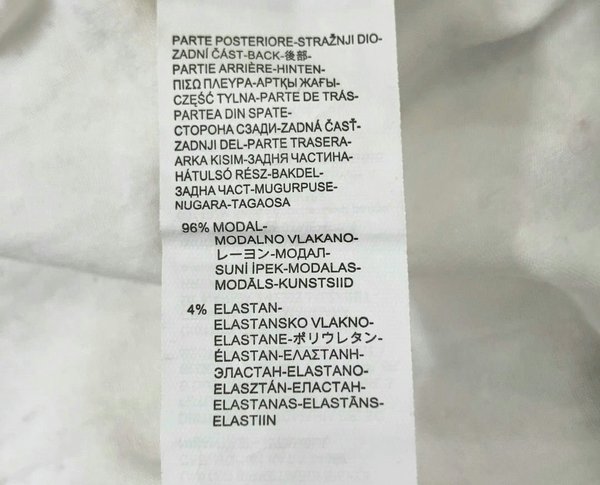 PARTE POSTERIORE-STRAŽNJI DIO-
ZADNÍ ČÁST-BACK-後部-
PARTIE ARRIÈRE-HINTEN-
ΠΙΣΩ ΠΛΕΥΡΑ-АРТҚЫ ЖАҒЫ-
CZĘŚĆ TYLNA-PARTE DE TRÁS-
PARTEA DIN SPATE-
СТОРОНА СЗАДИ-ZADNÁ ČASŤ-
ZADNJI DEL-PARTE TRASERA-
ARKA KISIM-ЗАДНЯ ЧАСТИНА-
HÁTULSÓ RÉSZ-BAKDEL-
ЗАДНА ЧАСТ-MUGURPUSE-
NUGARA-TAGAOSA
96% MODAL-
MODALNO VLAKANO-
レーヨン-МОДАЛ-
SUNİ İPEK-MODALAS-
MODĀLS-KUNSTSIID
4% ELASTAN-
ELASTANSKO VLAKNO-
ELASTANE-ポリウレタン-
ÉLASTAN-ΕΛΑΣΤΑΝΗ-
ЭЛАСТАН-ELASTANO-
ELASZTÁN-ЕЛАСТАН-
ELASTANAS-ELASTĀNS-
ELASTIIN